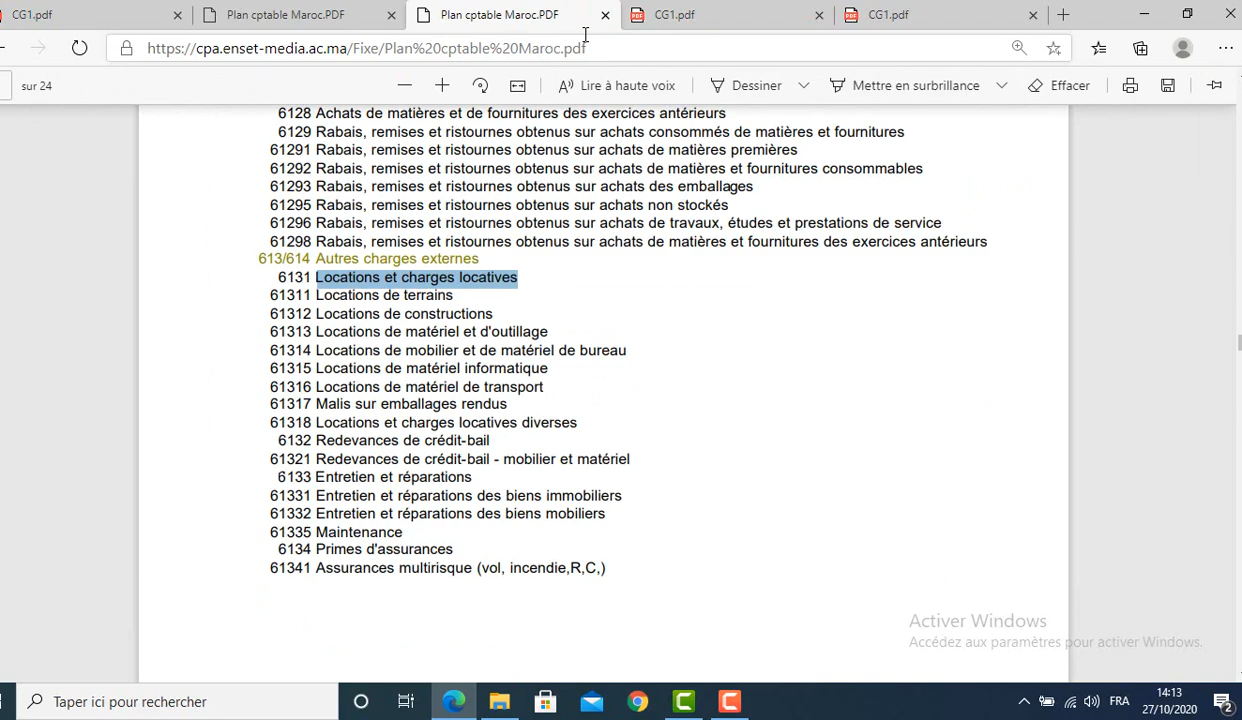 CG1.pdf
Plan cptable Maroc.PDF
Plan cptable Maroc.PDF
CG1.pdf
CG1.pdf
https://cpa.enset-media.ac.ma/Fixe/Plan%20cptable%20Maroc.pdf
sur 24
Lire à haute voix
Dessiner
Mettre en surbrillance
Effacer
6128 Achats de matières et de fournitures des exercices antérieurs
6129 Rabais, remises et ristournes obtenus sur achats consommés de matières et fournitures
61291 Rabais, remises et ristournes obtenus sur achats de matières premières
61292 Rabais, remises et ristournes obtenus sur achats de matières et fournitures consommables
61293 Rabais, remises et ristournes obtenus sur achats des emballages
61295 Rabais, remises et ristournes obtenus sur achats non stockés
61296 Rabais, remises et ristournes obtenus sur achats de travaux, études et prestations de service
61298 Rabais, remises et ristournes obtenus sur achats de matières et fournitures des exercices antérieurs
613/614 Autres charges externes
6131 Locations et charges locatives
61311 Locations de terrains
61312 Locations de constructions
61313 Locations de matériel et d'outillage
61314 Locations de mobilier et de matériel de bureau
61315 Locations de matériel informatique
61316 Locations de matériel de transport
61317 Malis sur emballages rendus
61318 Locations et charges locatives diverses
6132 Redevances de crédit-bail
61321 Redevances de crédit-bail - mobilier et matériel
6133 Entretien et réparations
61331 Entretien et réparations des biens immobiliers
61332 Entretien et réparations des biens mobiliers
61335 Maintenance
6134 Primes d'assurances
61341 Assurances multirisque (vol, incendie,R,C,)
Activer Windows
Accédez aux paramètres pour activer Windows.
Taper ici pour rechercher
FRA
14:13
27/10/2020
2